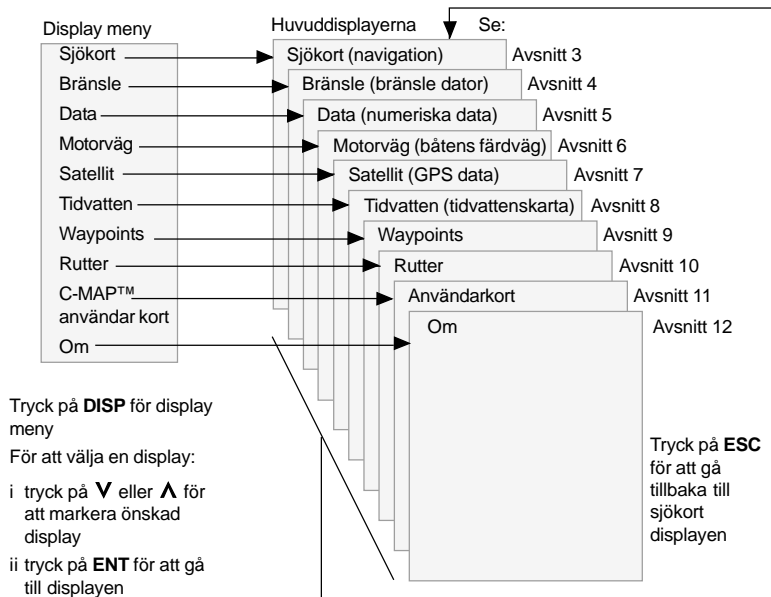 Display meny
Huvuddisplayerna Se:
Sjökort
Sjökort (navigation) Avsnitt 3
Bränsle
Bränsle (bränsle dator) Avsnitt 4
Data
Data (numeriska data) Avsnitt 5
Motorväg
Motorväg (båtens färdväg) Avsnitt 6
Satellit
Satellit (GPS data) Avsnitt 7
Tidvatten
Tidvatten (tidvattenskarta) Avsnitt 8
Waypoints
Waypoints Avsnitt 9
Rutter
Rutter Avsnitt 10
C-MAP™
användar kort
Användarkort Avsnitt 11
Om
Om Avsnitt 12
Tryck på DISP för display
meny
För att välja en display:
i tryck på V eller Λ för
att markera önskad
display
ii tryck på ENT för att gå
till displayen
Tryck på ESC
för att gå
tillbaka till
sjökort
displayen